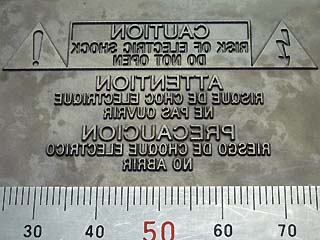 CAUTION
RISK OF ELECTRIC SHOCK
DO NOT OPEN
ATTENTION
RISQUE DE CHOC ELECTRIQUE
NE PAS OUVRIR
PRECAUCION
RIESGO DE CHOQUE ELECTRICO
NO ABRIR
30 40 50 60 70